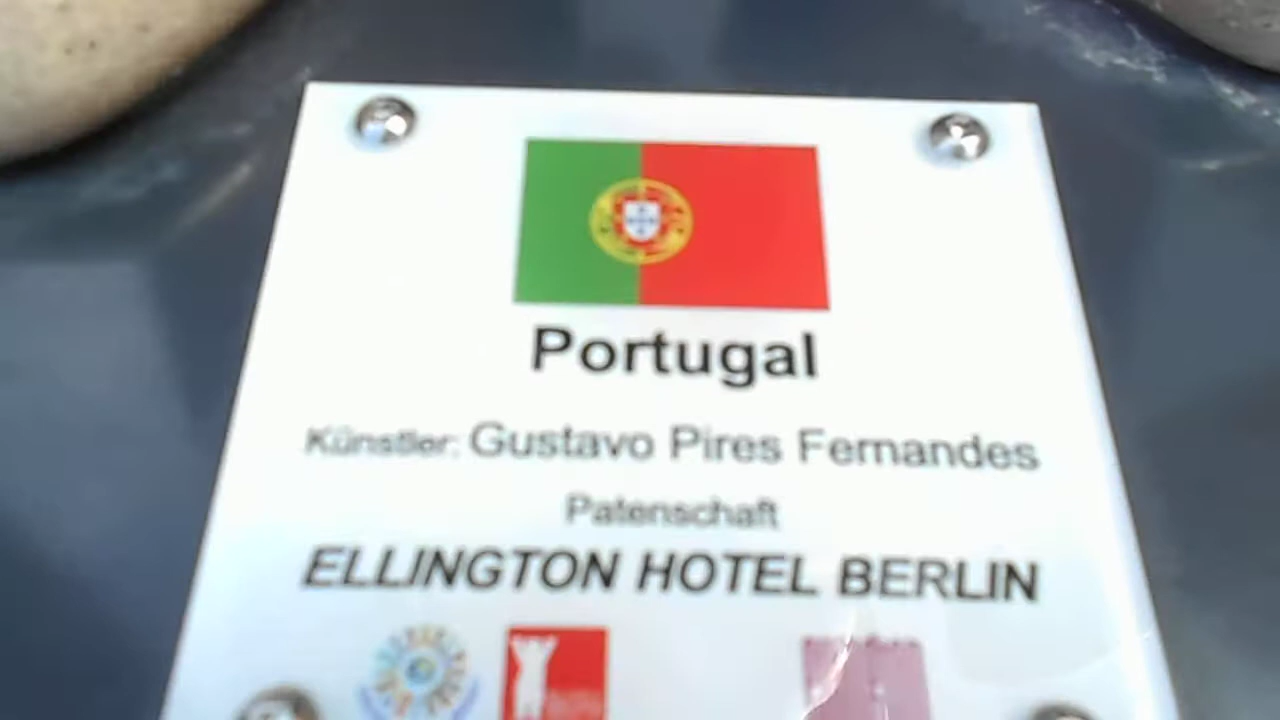 Portugal
Künstler: Gustavo Pires Fernandes
Patenschaft
ELLINGTON HOTEL BERLIN